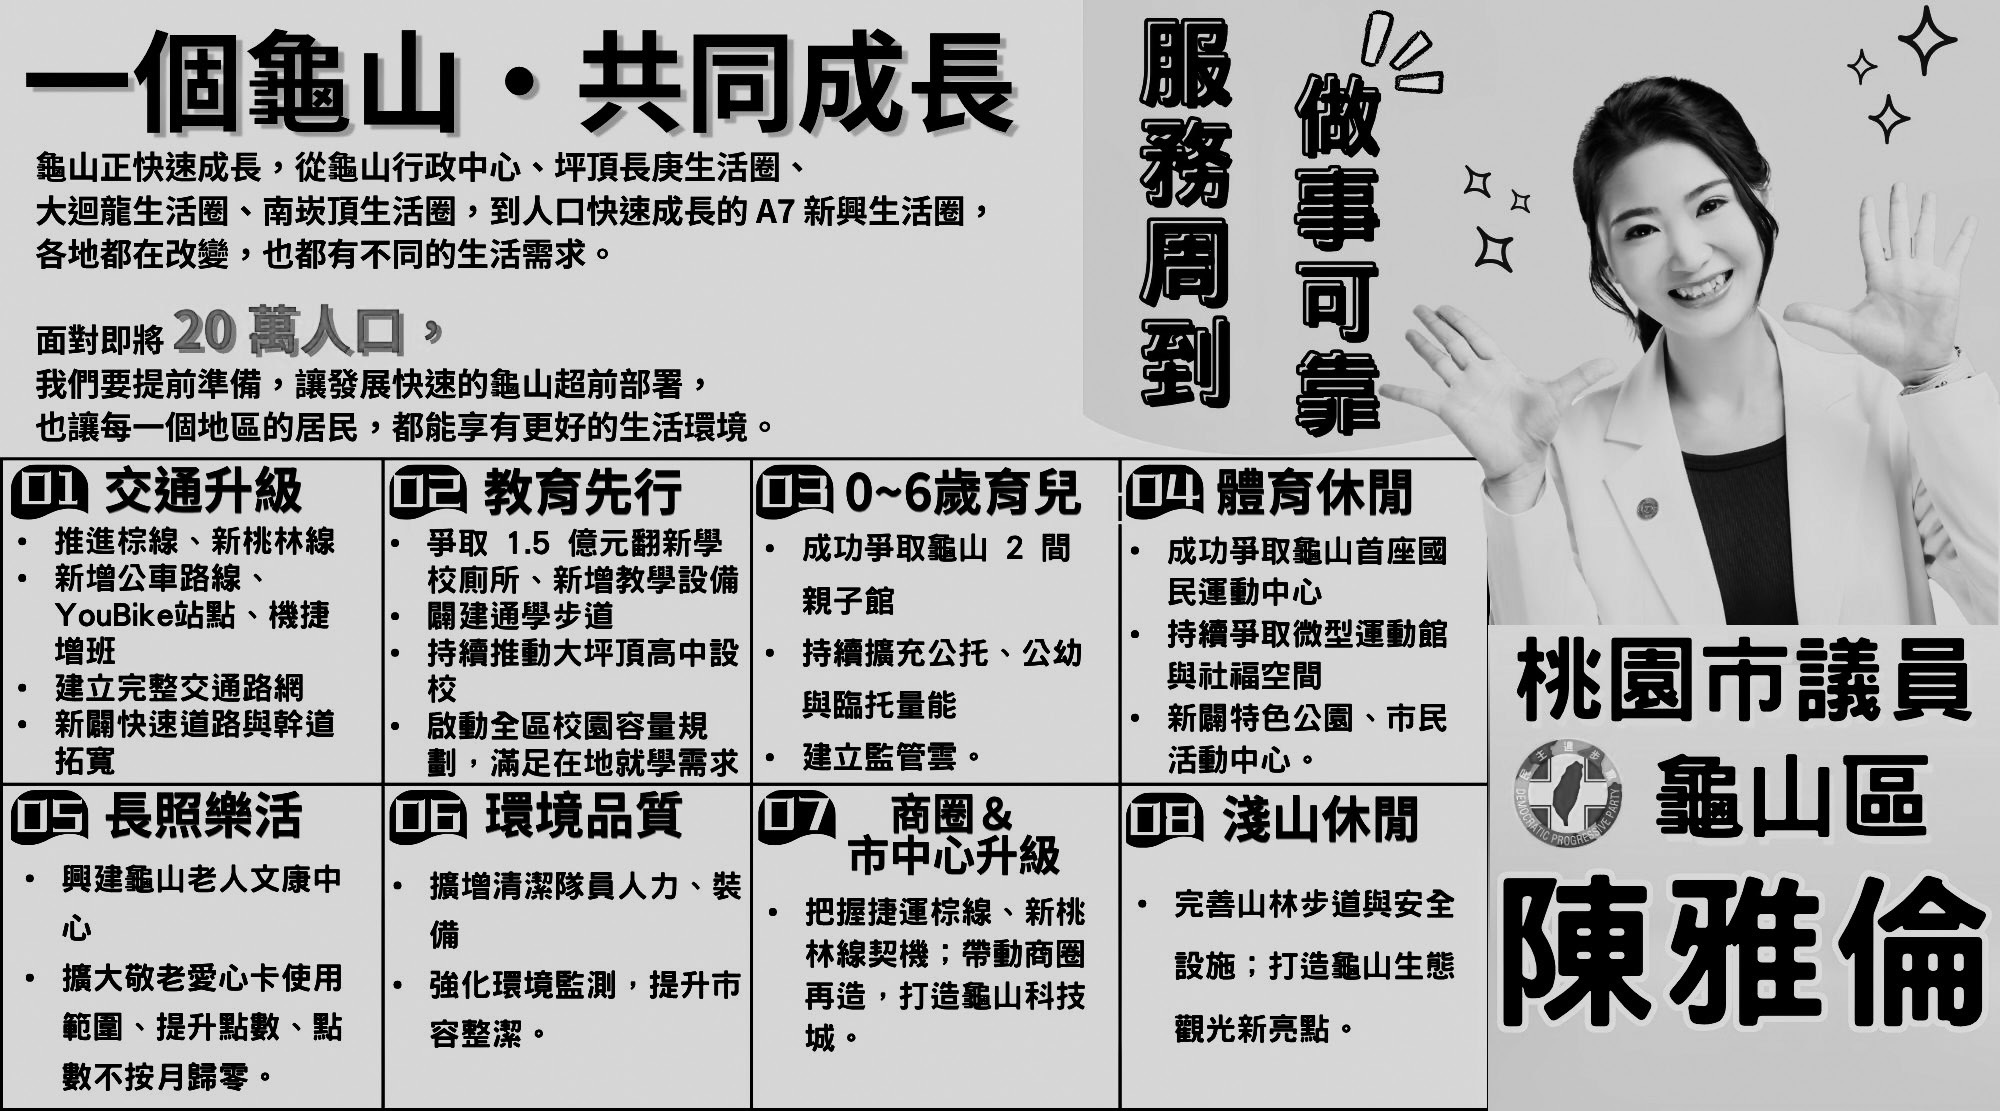 一個龜山・共同成長
龜山正快速成長，從龜山行政中心、坪頂長庚生活圈、
大迴龍生活圈、南崁頂生活圈，到人口快速成長的 A7 新興生活圈，
各地都在改變，也都有不同的生活需求。
面對即將 20 萬人口，
我們要提前準備，讓發展快速的龜山超前部署，
也讓每一個地區的居民，都能享有更好的生活環境。
做事可靠
服務周到
01 交通升級
• 推進棕線、新桃林線
• 新增公車路線、
YouBike站點、機捷
增班
• 建立完整交通路網
• 新闢快速道路與幹道
拓寬
02 教育先行
• 爭取 1.5 億元翻新學
校廁所、新增教學設備
• 闢建通學步道
• 持續推動大坪頂高中設
校
• 啟動全區校園容量規
劃，滿足在地就學需求
03 0~6歲育兒
• 成功爭取龜山 2 間
親子館
• 持續擴充公托、公幼
與臨托量能
• 建立監管雲。
04 體育休閒
• 成功爭取龜山首座國
民運動中心
• 持續爭取微型運動館
與社福空間
• 新闢特色公園、市民
活動中心。
05 長照樂活
• 興建龜山老人文康中
心
• 擴大敬老愛心卡使用
範圍、提升點數、點
數不按月歸零。
06 環境品質
• 擴增清潔隊員人力、裝
備
• 強化環境監測，提升市
容整潔。
07 商圈＆
市中心升級
• 把握捷運棕線、新桃
林線契機；帶動商圈
再造，打造龜山科技
城。
08 淺山休閒
• 完善山林步道與安全
設施；打造龜山生態
觀光新亮點。
桃園市議員
民主進步黨
DEMOCRATIC PROGRESSIVE PARTY
龜山區
陳雅倫